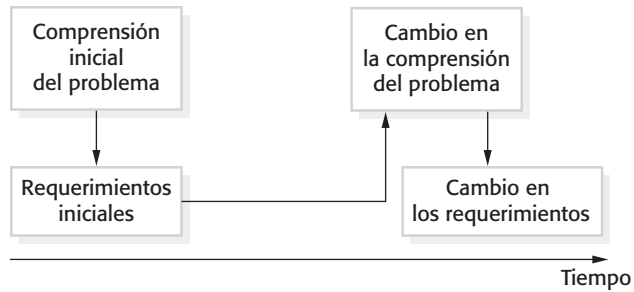 Comprensión
inicial
del problema
Cambio en
la comprensión
del problema
Requerimientos
iniciales
Cambio en
los requerimientos
Tiempo